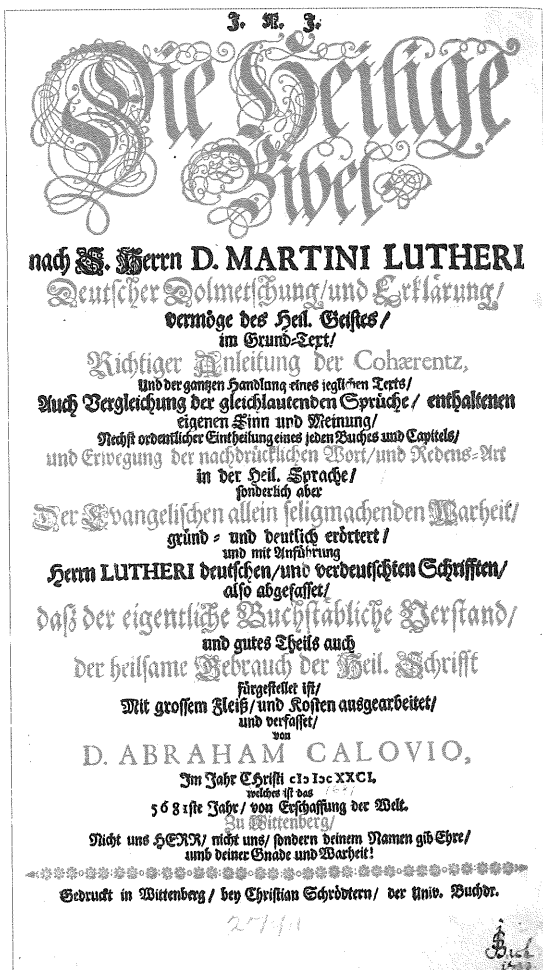 J. N. J.
Die Heilige
Bibel
nach S. Herrn D. MARTINI LUTHERI
Deutscher Dolmetschung/und Erklärung/
vermöge des Heil. Geistes/
im Grund-Text/
Richtiger Anleitung der Cohærentz,
Und der gantzen Handlung eines jeglichen Texts/
Auch Vergleichung der gleichlautenden Sprüche/ enthaltenen
eigenen Sinn und Meinung/
Nechst ordentlicher Eintheilung eines jeden Buches und Capitels/
und Erwegung der nachdrücklichen Wort/und Redens-Art
in der Heil. Sprache/
sonderlich aber
Der Evangelischen allein seligmachenden Warheit/
gründ- und deutlich erörtert/
und mit Anführung
Herrn LUTHERI deutschen/und verdeutschten Schrifften/
also abgefasset/
daß der eigentliche Buchstäbliche Verstand/
und gutes Theils auch
der heilsame Gebrauch der Heil. Schrifft
fürgestellet ist/
Mit grossem Fleiß/und Kosten ausgearbeitet/
und verfasset/
von
D. ABRAHAM CALOVIO,
Im Jahr CHristi cIↄ Iↄc XXCI,
welches ist das
5681ste Jahr/ von Erschaffung der Welt.
Zu Wittenberg/
Nicht uns HERR/ nicht uns/ sondern deinem Namen gib Ehre/
umb deiner Gnade und Warheit!
Gedruckt in Wittenberg/ bey Christian Schrödtern/ der Univ. Buchdr.
Bach